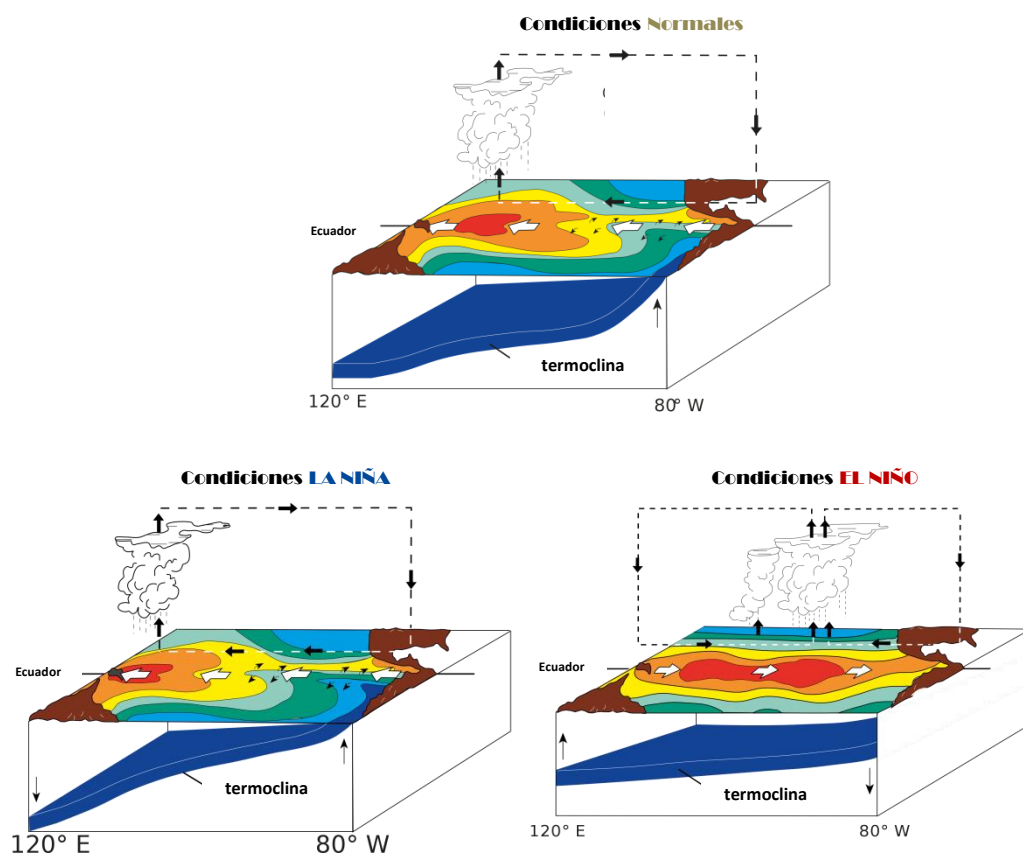 Condiciones Normales
Ecuador
termoclina
120° E
80° W
Condiciones LA NIÑA
Ecuador
termoclina
120° E
80° W
Condiciones EL NIÑO
Ecuador
termoclina
120° E
80° W